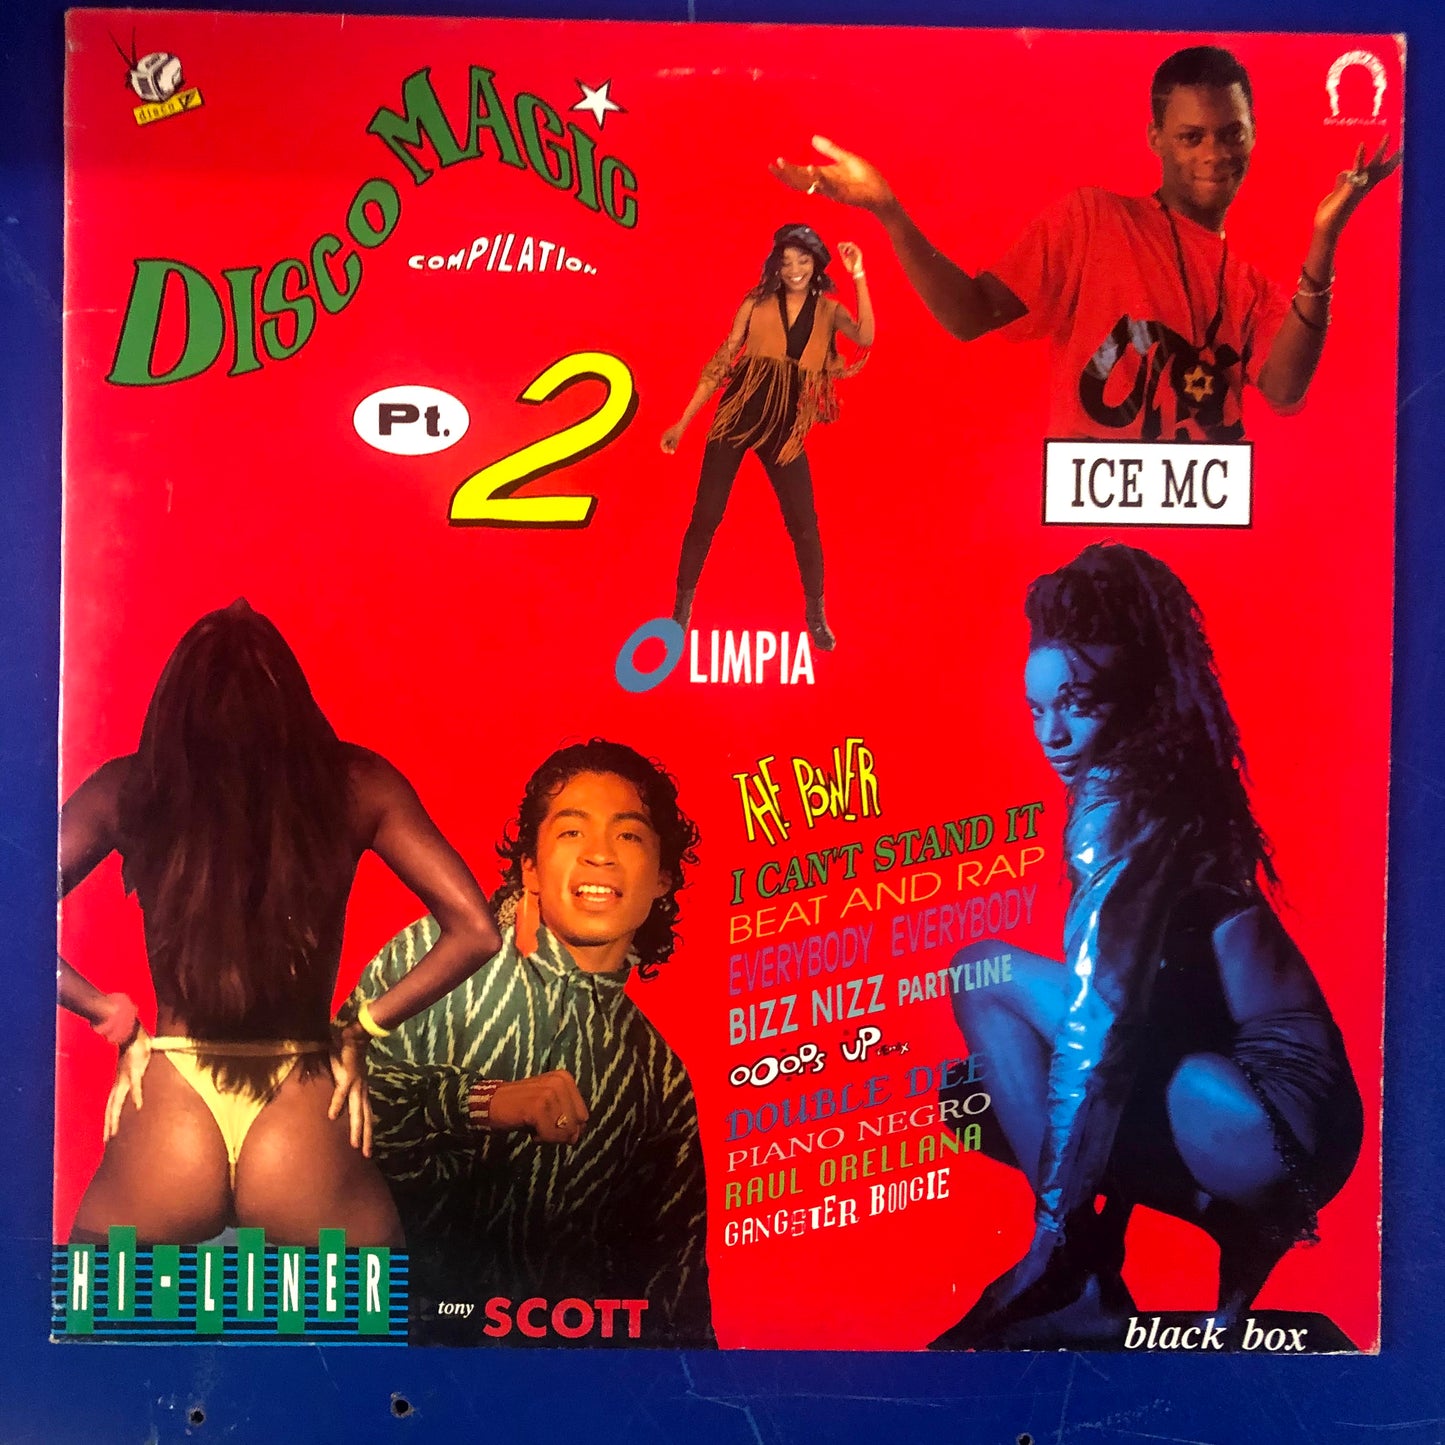 disco V
DISCO MAGIC
COMPILATION
Pt. 2
ICE MC
OLIMPIA
THE POWER
I CAN'T STAND IT
BEAT AND RAP
EVERYBODY EVERYBODY
BIZZ NIZZ PARTYLINE
OOOPS UP REMIX
DOUBLE DEE
PIANO NEGRO
RAUL ORELLANA
GANGSTER BOOGIE
HI-LINER
tony SCOTT
black box